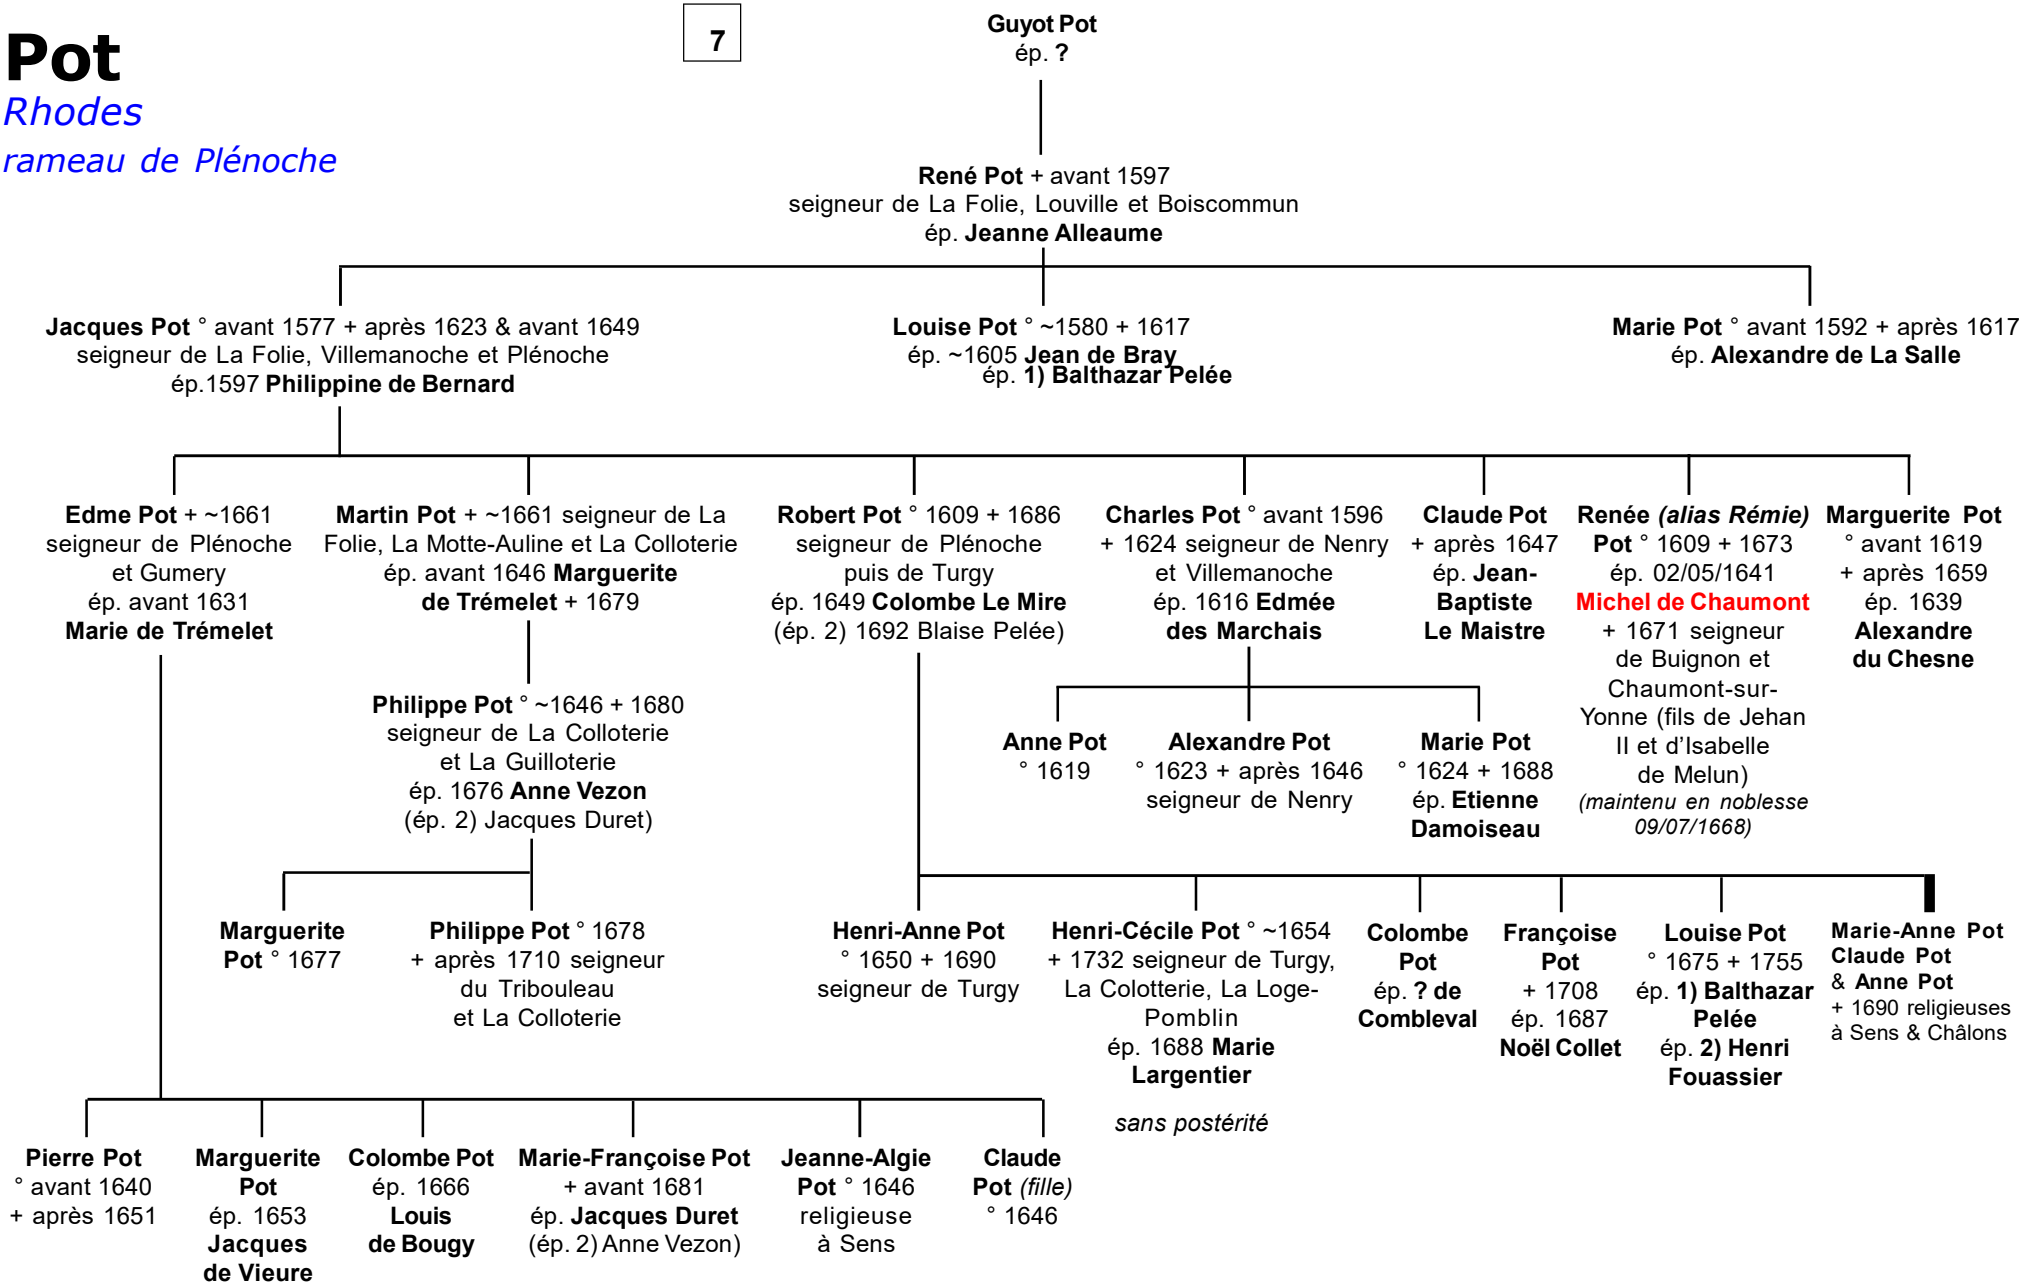 Pot
Rhodes
rameau de Plénoche
7
Guyot Pot
ép. ?
René Pot + avant 1597
seigneur de La Folie, Louville et Boiscommun
ép. Jeanne Alleaume
Jacques Pot ° avant 1577 + après 1623 & avant 1649
seigneur de La Folie, Villemanoche et Plénoche
ép.1597 Philippine de Bernard
Louise Pot ° ~1580 + 1617
ép. ~1605 Jean de Bray
ép. 1) Balthazar Pelée
Marie Pot ° avant 1592 + après 1617
ép. Alexandre de La Salle
Edme Pot + ~1661
seigneur de Plénoche
et Gumery
ép. avant 1631
Marie de Trémelet
Martin Pot + ~1661 seigneur de La
Folie, La Motte-Auline et La Colloterie
ép. avant 1646 Marguerite
de Trémelet + 1679
Robert Pot ° 1609 + 1686
seigneur de Plénoche
puis de Turgy
ép. 1649 Colombe Le Mire
(ép. 2) 1692 Blaise Pelée)
Charles Pot ° avant 1596
+ 1624 seigneur de Nenry
et Villemanoche
ép. 1616 Edmée
des Marchais
Claude Pot
+ après 1647
ép. Jean-
Baptiste
Le Maistre
Renée (alias Rémie)
Pot ° 1609 + 1673
ép. 02/05/1641
Michel de Chaumont
+ 1671 seigneur
de Buignon et
Chaumont-sur-
Yonne (fils de Jehan
II et d'Isabelle
de Melun)
(maintenu en noblesse
09/07/1668)
Marguerite Pot
° avant 1619
+ après 1659
ép. 1639
Alexandre
du Chesne
Philippe Pot ° ~1646 + 1680
seigneur de La Colloterie
et La Guilloterie
ép. 1676 Anne Vezon
(ép. 2) Jacques Duret)
Anne Pot
° 1619
Alexandre Pot
° 1623 + après 1646
seigneur de Nenry
Marie Pot
° 1624 + 1688
ép. Etienne
Damoiseau
Marguerite
Pot ° 1677
Philippe Pot ° 1678
+ après 1710 seigneur
du Tribouleau
et La Colloterie
Henri-Anne Pot
° 1650 + 1690
seigneur de Turgy
Henri-Cécile Pot ° ~1654
+ 1732 seigneur de Turgy,
La Colotterie, La Loge-
Pomblin
ép. 1688 Marie
Largentier
sans postérité
Colombe
Pot
ép. ? de
Combleval
Françoise
Pot
+ 1708
ép. 1687
Noël Collet
Louise Pot
° 1675 + 1755
ép. 1) Balthazar
Pelée
ép. 2) Henri
Fouassier
Marie-Anne Pot
Claude Pot
& Anne Pot
+ 1690 religieuses
à Sens & Châlons
Pierre Pot
° avant 1640
+ après 1651
Marguerite
Pot
ép. 1653
Jacques
de Vieure
Colombe Pot
ép. 1666
Louis
de Bougy
Marie-Françoise Pot
+ avant 1681
ép. Jacques Duret
(ép. 2) Anne Vezon)
Jeanne-Algie
Pot ° 1646
religieuse
à Sens
Claude
Pot (fille)
° 1646